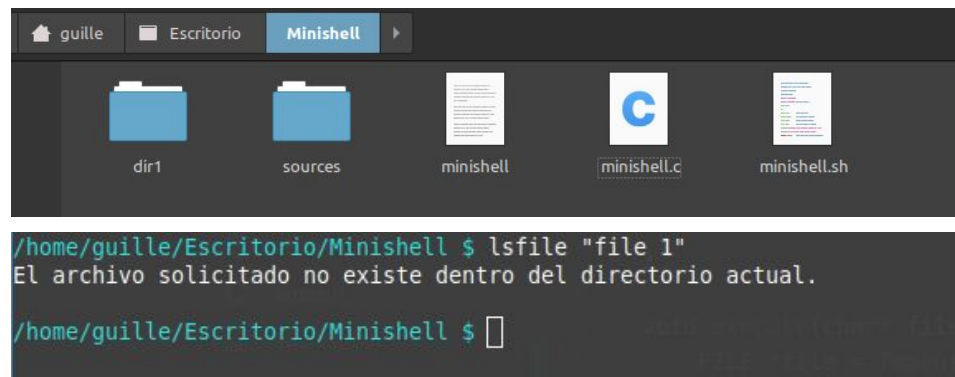 guille Escritorio Minishell
dir1 sources minishell minishell.c minishell.sh
/home/guille/Escritorio/Minishell $ lsfile "file 1"
El archivo solicitado no existe dentro del directorio actual.
/home/guille/Escritorio/Minishell $